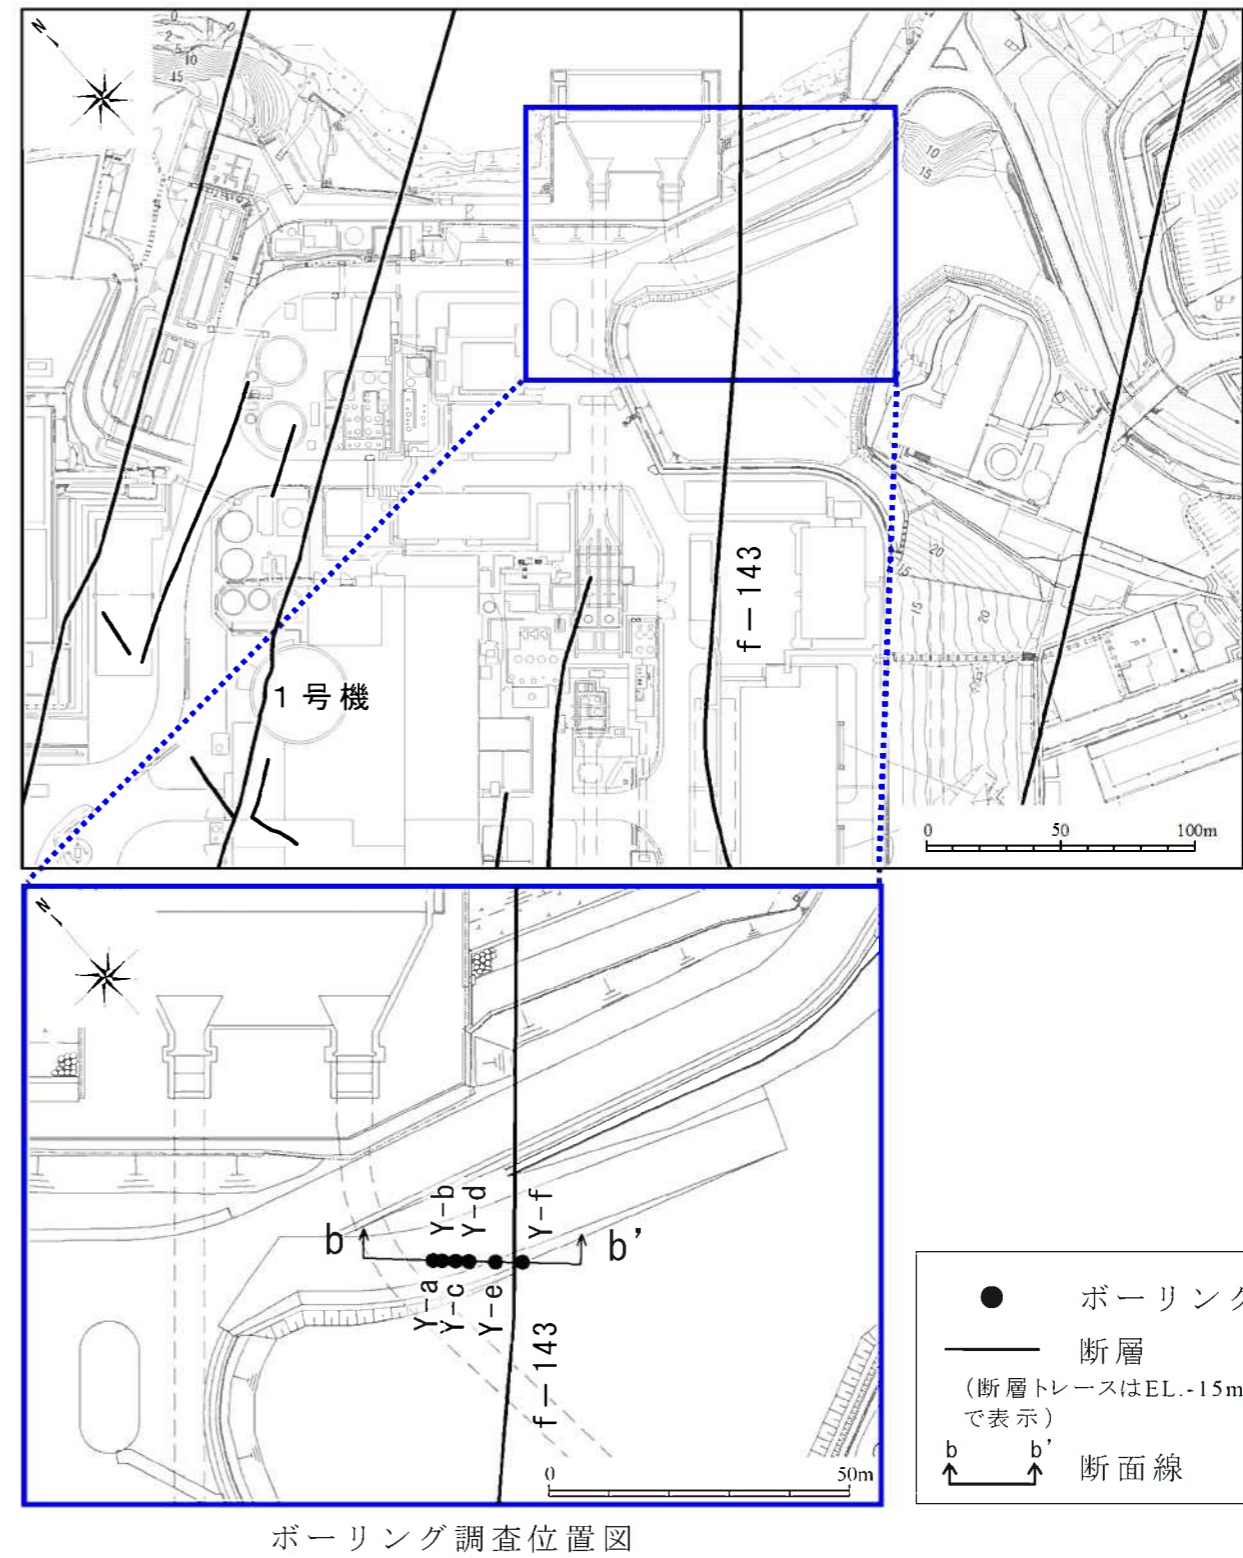 N
2
5
10
15
10
15
f－143
20
15
15
20
1号機
0 50 100m
N
Y-b
Y-d
Y-f
b b’
Y-a
Y-c
Y-e
f－143
0 50m
ボーリング
断層
(断層トレースはEL.-15m
で表示)
b b’
断面線
ボーリング調査位置図